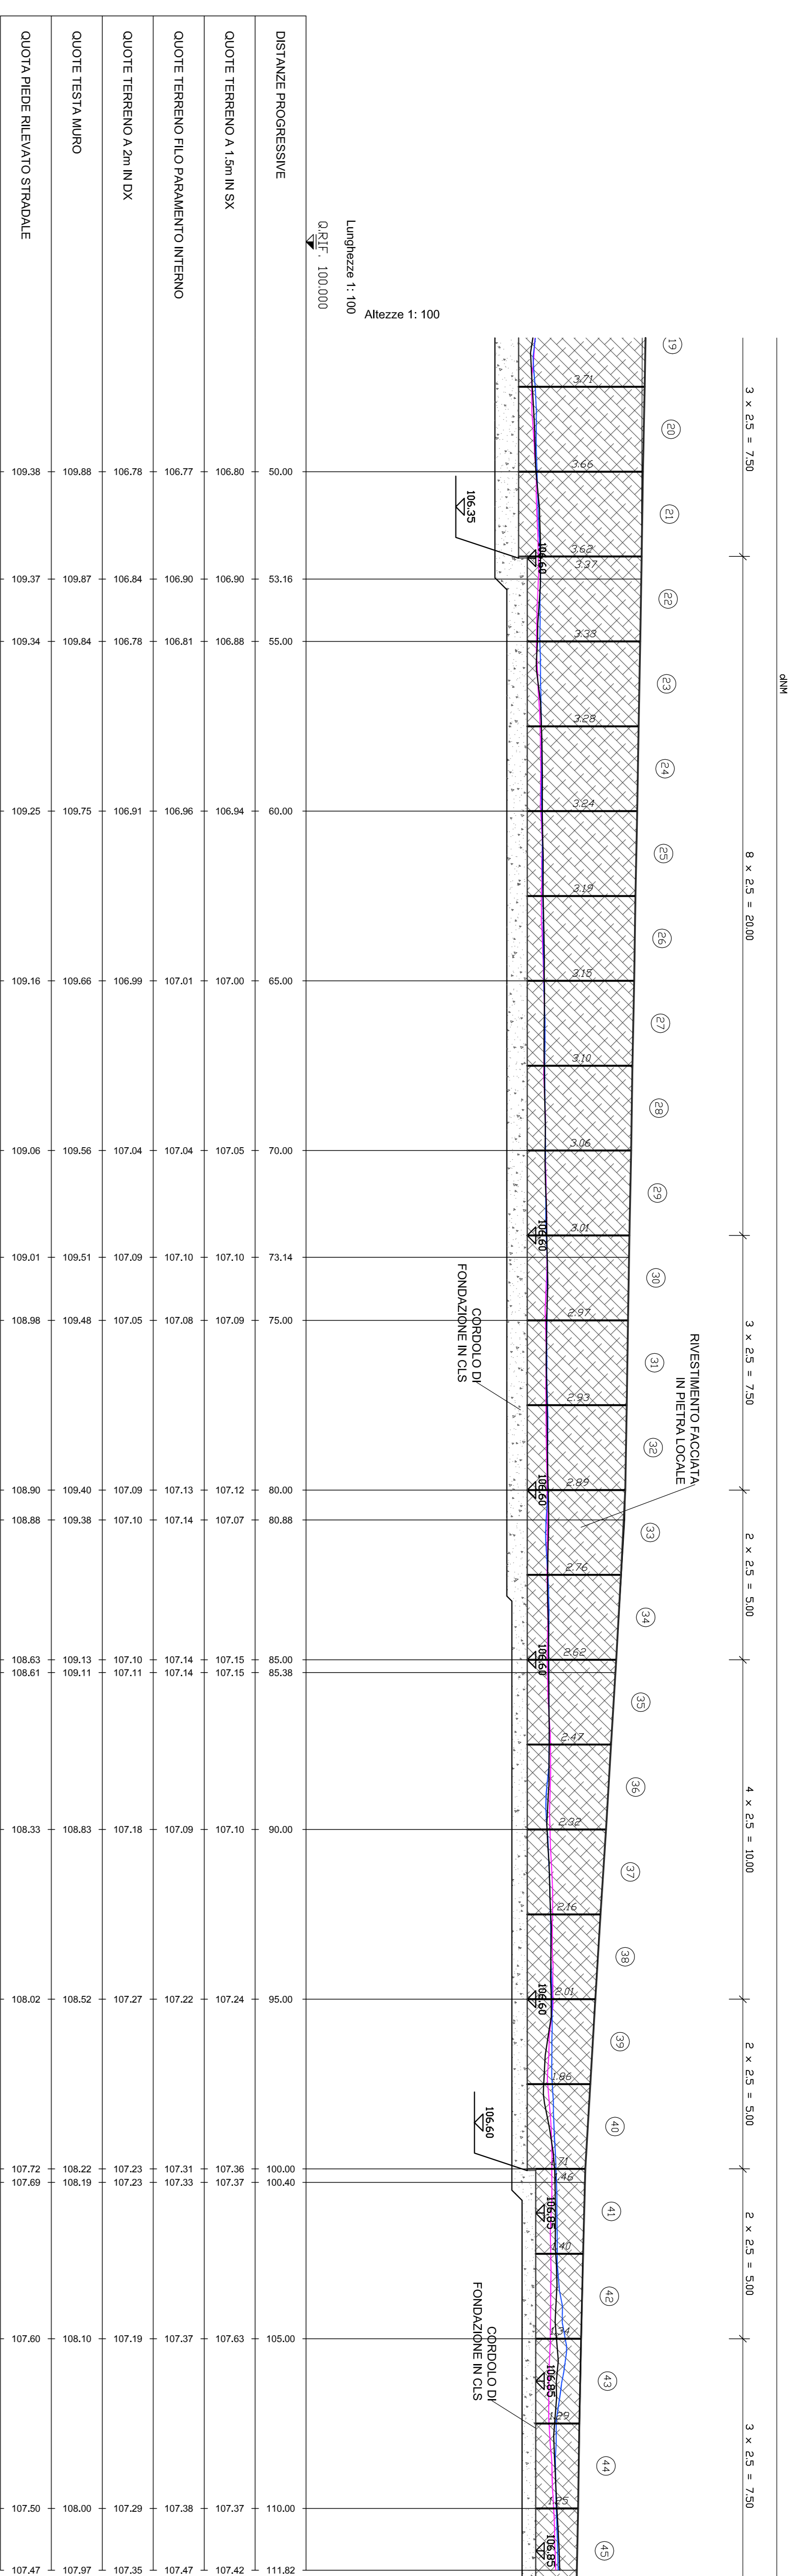 3 x 2.5 = 7.50
8 x 2.5 = 20.00
3 x 2.5 = 7.50
2 x 2.5 = 5.00
4 x 2.5 = 10.00
2 x 2.5 = 5.00
2 x 2.5 = 5.00
3 x 2.5 = 7.50
RIVESTIMENTO FACCIATA
IN PIETRA LOCALE
19 20 21 22 23 24 25 26 27 28 29 30 31 32 33 34 35 36 37 38 39 40 41 42 43 44 45
3.71 3.66 3.62 3.37 3.33 3.28 3.24 3.19 3.15 3.10 3.06 3.01 2.97 2.93 2.89 2.76 2.62 2.47 2.32 2.16 2.01 1.86 1.71 1.46 1.40 1.34 1.29 1.25
106.60 106.60 106.60 106.60 106.60 106.85 106.85 106.85
106.35
106.60
CORDOLO DI
FONDAZIONE IN CLS
CORDOLO DI
FONDAZIONE IN CLS
Altezze 1: 100
Lunghezze 1: 100
Q.RIF. 100.000
DISTANZE PROGRESSIVE 50.00 53.16 55.00 60.00 65.00 70.00 73.14 75.00 80.00 80.88 85.00 85.38 90.00 95.00 100.00 100.40 105.00 110.00 111.82
QUOTE TERRENO A 1.5m IN SX 106.80 106.90 106.88 106.94 107.00 107.05 107.10 107.09 107.12 107.07 107.15 107.15 107.10 107.24 107.36 107.37 107.63 107.37 107.42
QUOTE TERRENO FILO PARAMENTO INTERNO 106.77 106.90 106.81 106.96 107.01 107.04 107.10 107.08 107.13 107.14 107.14 107.14 107.09 107.22 107.31 107.33 107.37 107.38 107.47
QUOTE TERRENO A 2m IN DX 106.78 106.84 106.78 106.91 106.99 107.04 107.09 107.05 107.09 107.10 107.10 107.11 107.18 107.27 107.23 107.23 107.19 107.29 107.35
QUOTE TESTA MURO 109.88 109.87 109.84 109.75 109.66 109.56 109.51 109.48 109.40 109.38 109.13 109.11 108.83 108.52 108.22 108.19 108.10 108.00 107.97
QUOTA PIEDE RILEVATO STRADALE 109.38 109.37 109.34 109.25 109.16 109.06 109.01 108.98 108.90 108.88 108.63 108.61 108.33 108.02 107.72 107.69 107.60 107.50 107.47